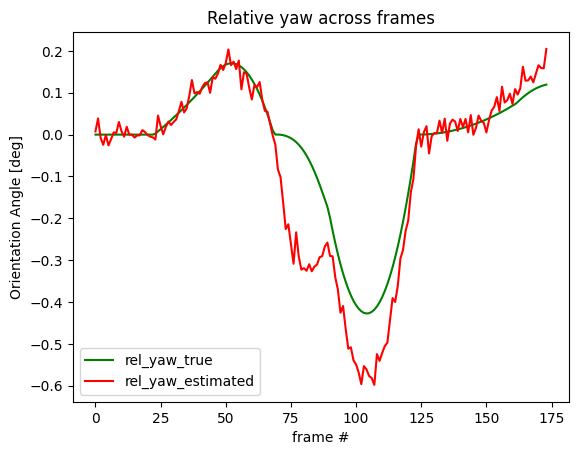 Relative yaw across frames
Orientation Angle [deg]
0.2
0.1
0.0
−0.1
−0.2
−0.3
−0.4
−0.5
−0.6
rel_yaw_true
rel_yaw_estimated
0 25 50 75 100 125 150 175
frame #